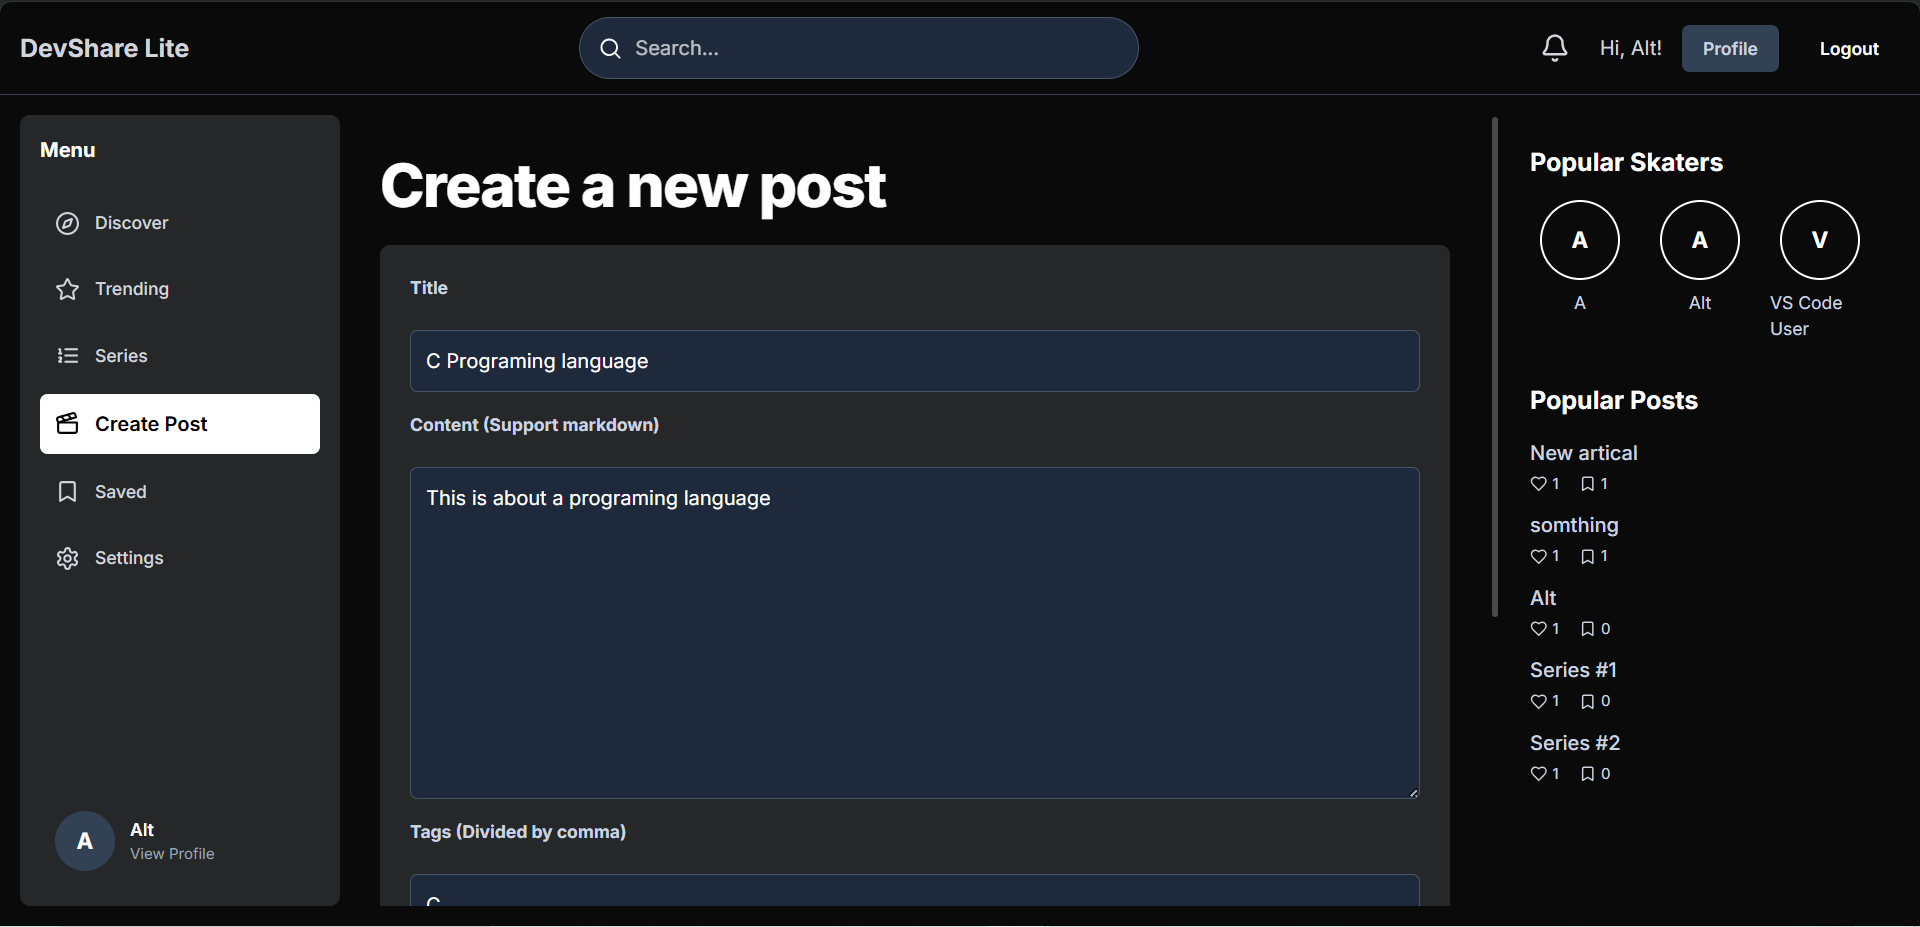 DevShare Lite
Search...
Hi, Alt!
Profile
Logout
Menu
Discover
Trending
Series
Create Post
Saved
Settings
A
Alt
View Profile
Create a new post
Title
C Programing language
Content (Support markdown)
This is about a programing language
Tags (Divided by comma)
C
Popular Skaters
A
A
V
A
Alt
VS Code
User
Popular Posts
New artical
1 1
somthing
1 1
Alt
1 0
Series #1
1 0
Series #2
1 0